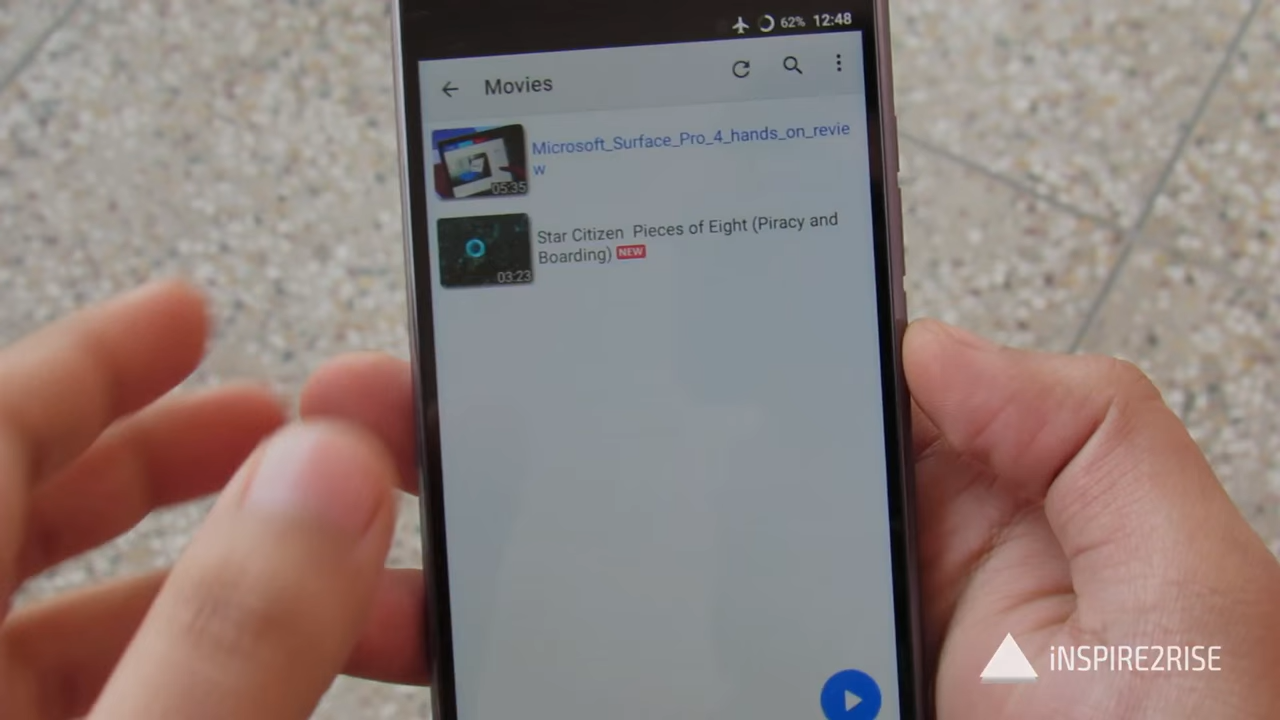 62% 12:48
Movies
Microsoft_Surface_Pro_4_hands_on_revie
w
05:35
Star Citizen Pieces of Eight (Piracy and
Boarding) NEW
03:23
iNSPIRE2RISE